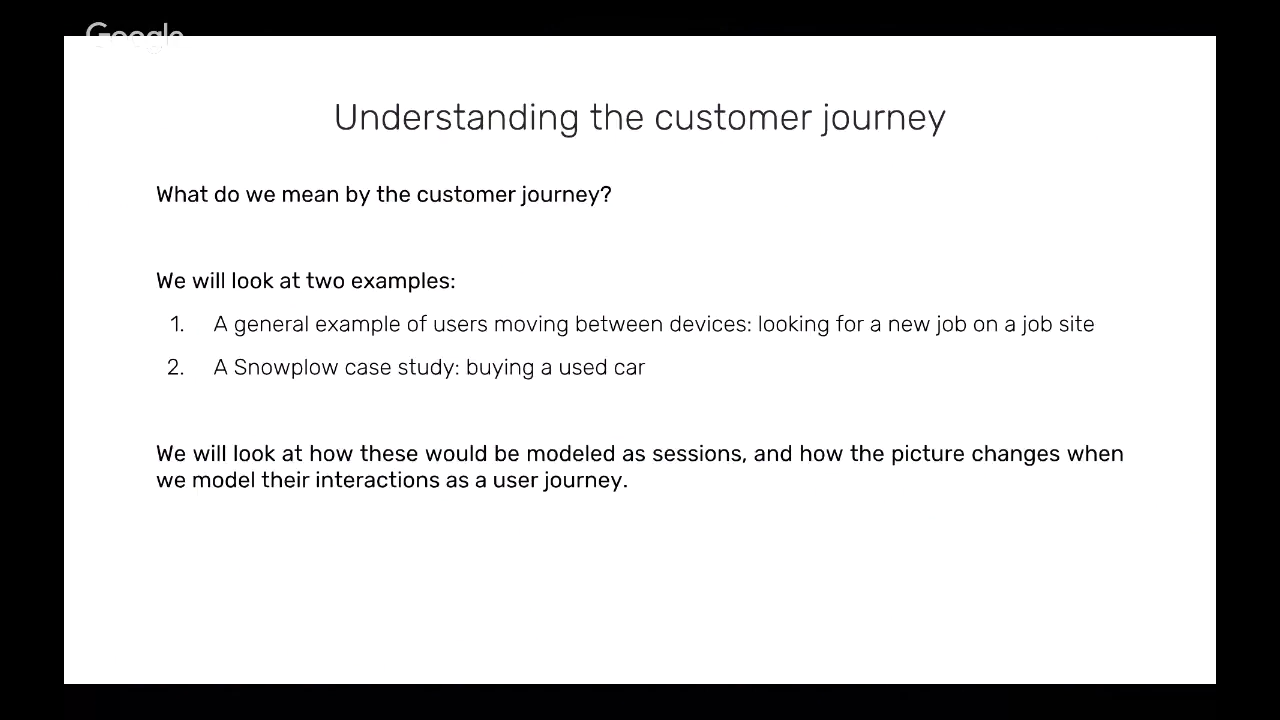 Google
Understanding the customer journey
What do we mean by the customer journey?
We will look at two examples:
1. A general example of users moving between devices: looking for a new job on a job site
2. A Snowplow case study: buying a used car
We will look at how these would be modeled as sessions, and how the picture changes when
we model their interactions as a user journey.